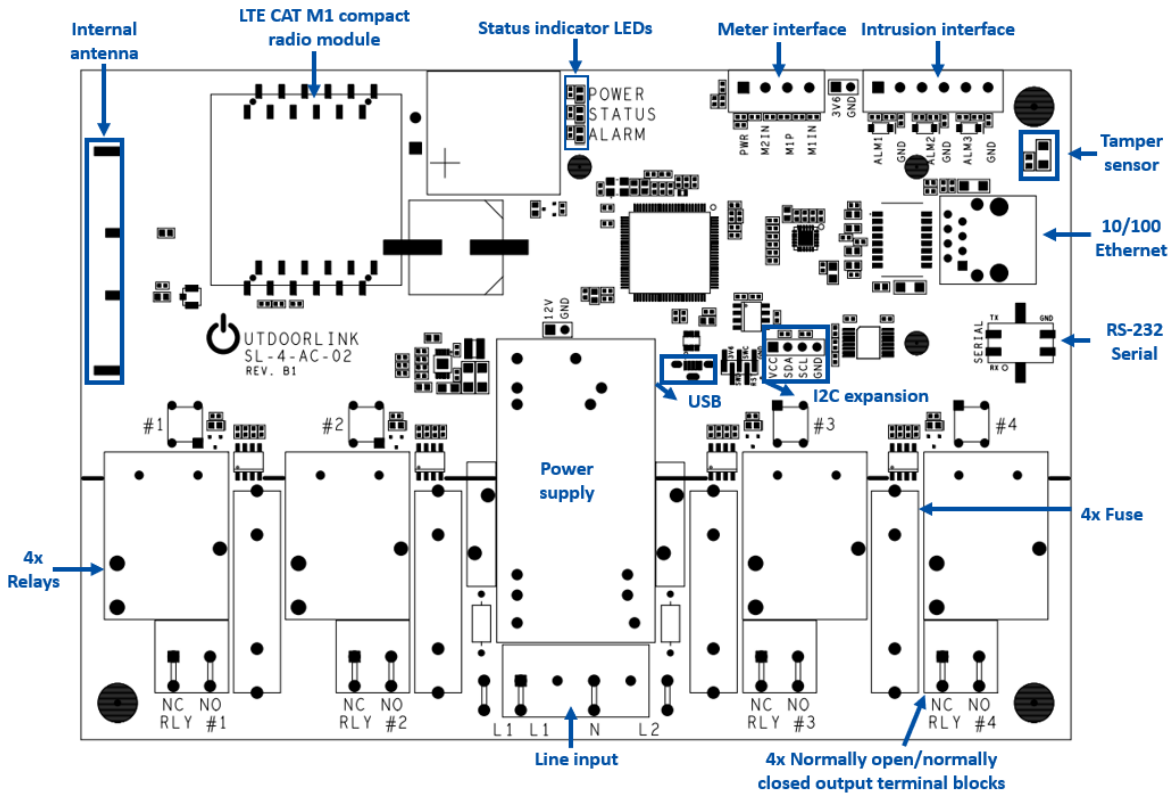 LTE CAT M1 compact
radio module
Internal
antenna
Status indicator LEDs
Meter interface
Intrusion interface
POWER
STATUS
ALARM
3V6
GND
PWR
M2IN
M1P
M1IN
ALM1
GND
ALM2
GND
ALM3
GND
Tamper
sensor
10/100
Ethernet
12V
GND
UTDOORLINK
SL-4-AC-02
REV. B1
SERIAL
TX
GND
RX
RS-232
Serial
3V6
SWC
GND
RST
VCC
SDA
SCL
GND
USB
I2C expansion
#1
#2
#3
#4
Power
supply
4x Fuse
4x
Relays
NC NO
RLY #1
NC NO
RLY #2
L1 L1 N L2
NC NO
RLY #3
NC NO
RLY #4
Line input
4x Normally open/normally
closed output terminal blocks